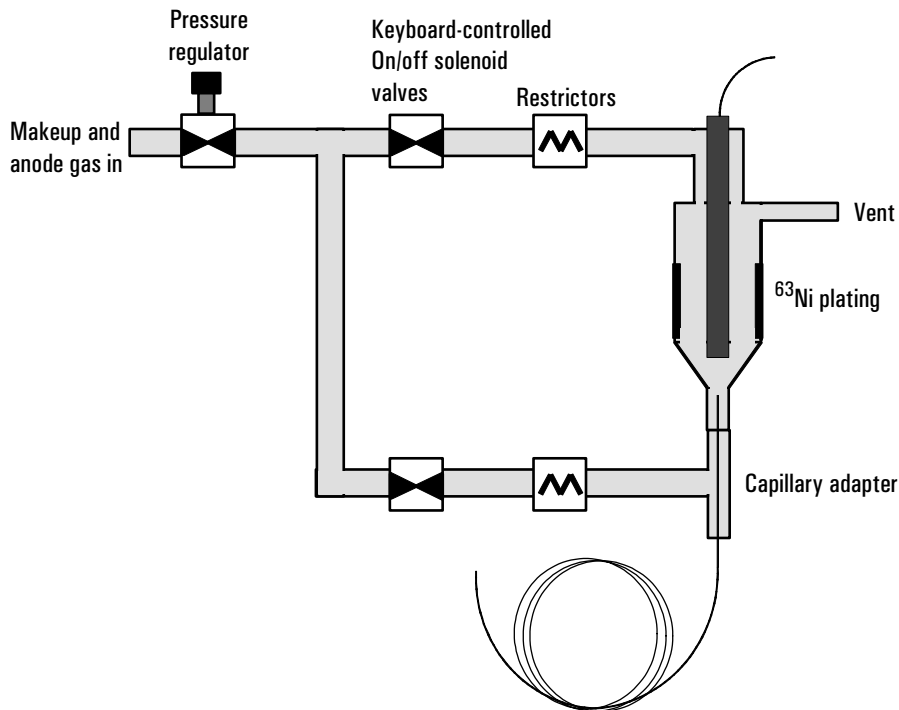 Pressure
regulator
Keyboard-controlled
On/off solenoid
valves
Restrictors
Makeup and
anode gas in
Vent
⁶³Ni plating
Capillary adapter